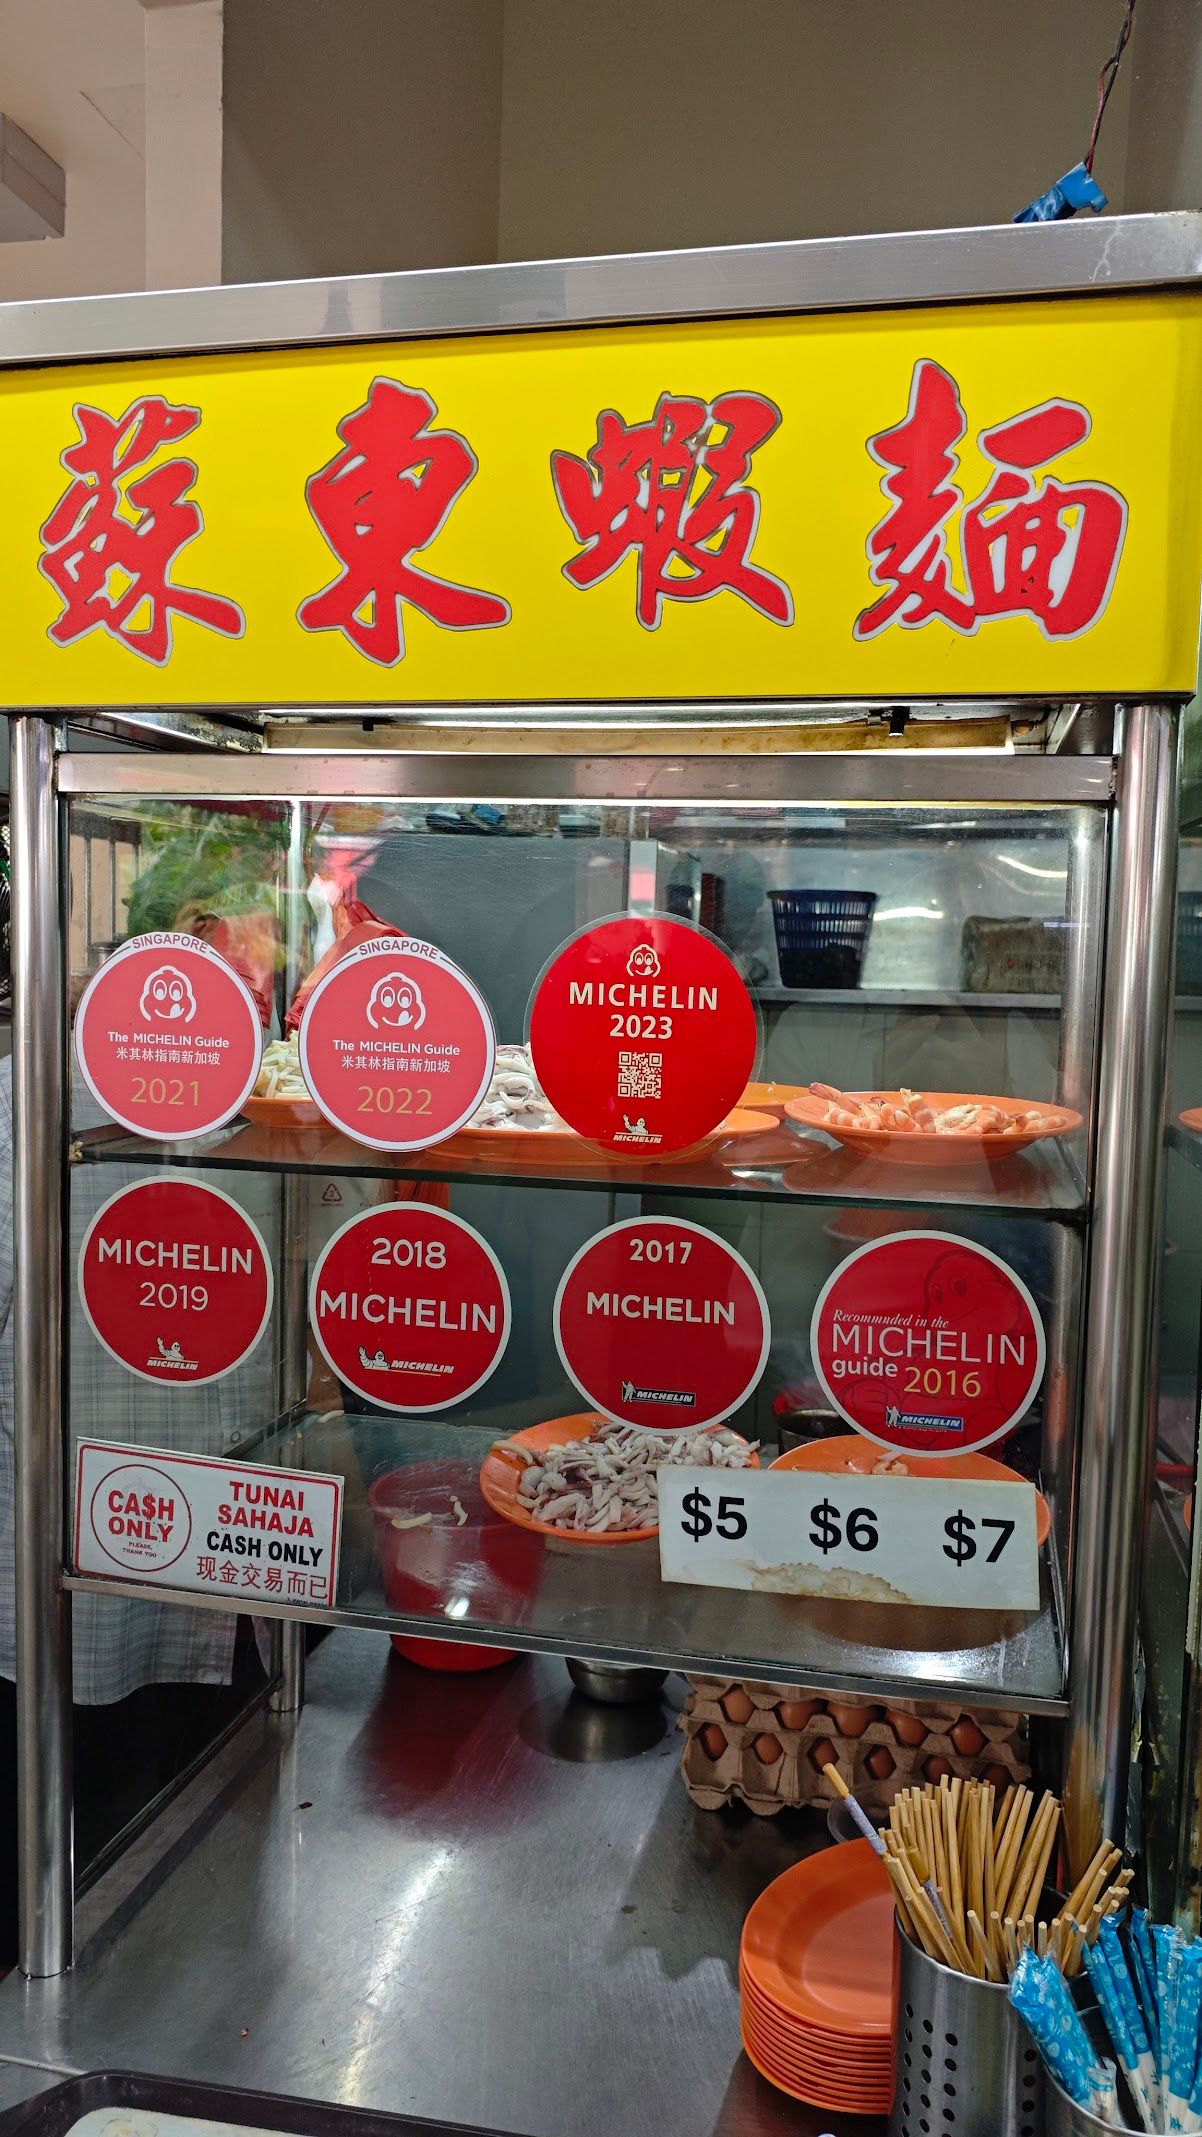 蘇東蝦麵
SINGAPORE
The MICHELIN Guide
米其林指南新加坡
2021
SINGAPORE
The MICHELIN Guide
米其林指南新加坡
2022
MICHELIN
2023
MICHELIN
MICHELIN
2019
MICHELIN
2018
MICHELIN
MICHELIN
2017
MICHELIN
MICHELIN
Recommnded in the
MICHELIN
guide 2016
MICHELIN
CA$H
ONLY
PLEASE,
THANK YOU
TUNAI
SAHAJA
CASH ONLY
现金交易而已
$5 $6 $7